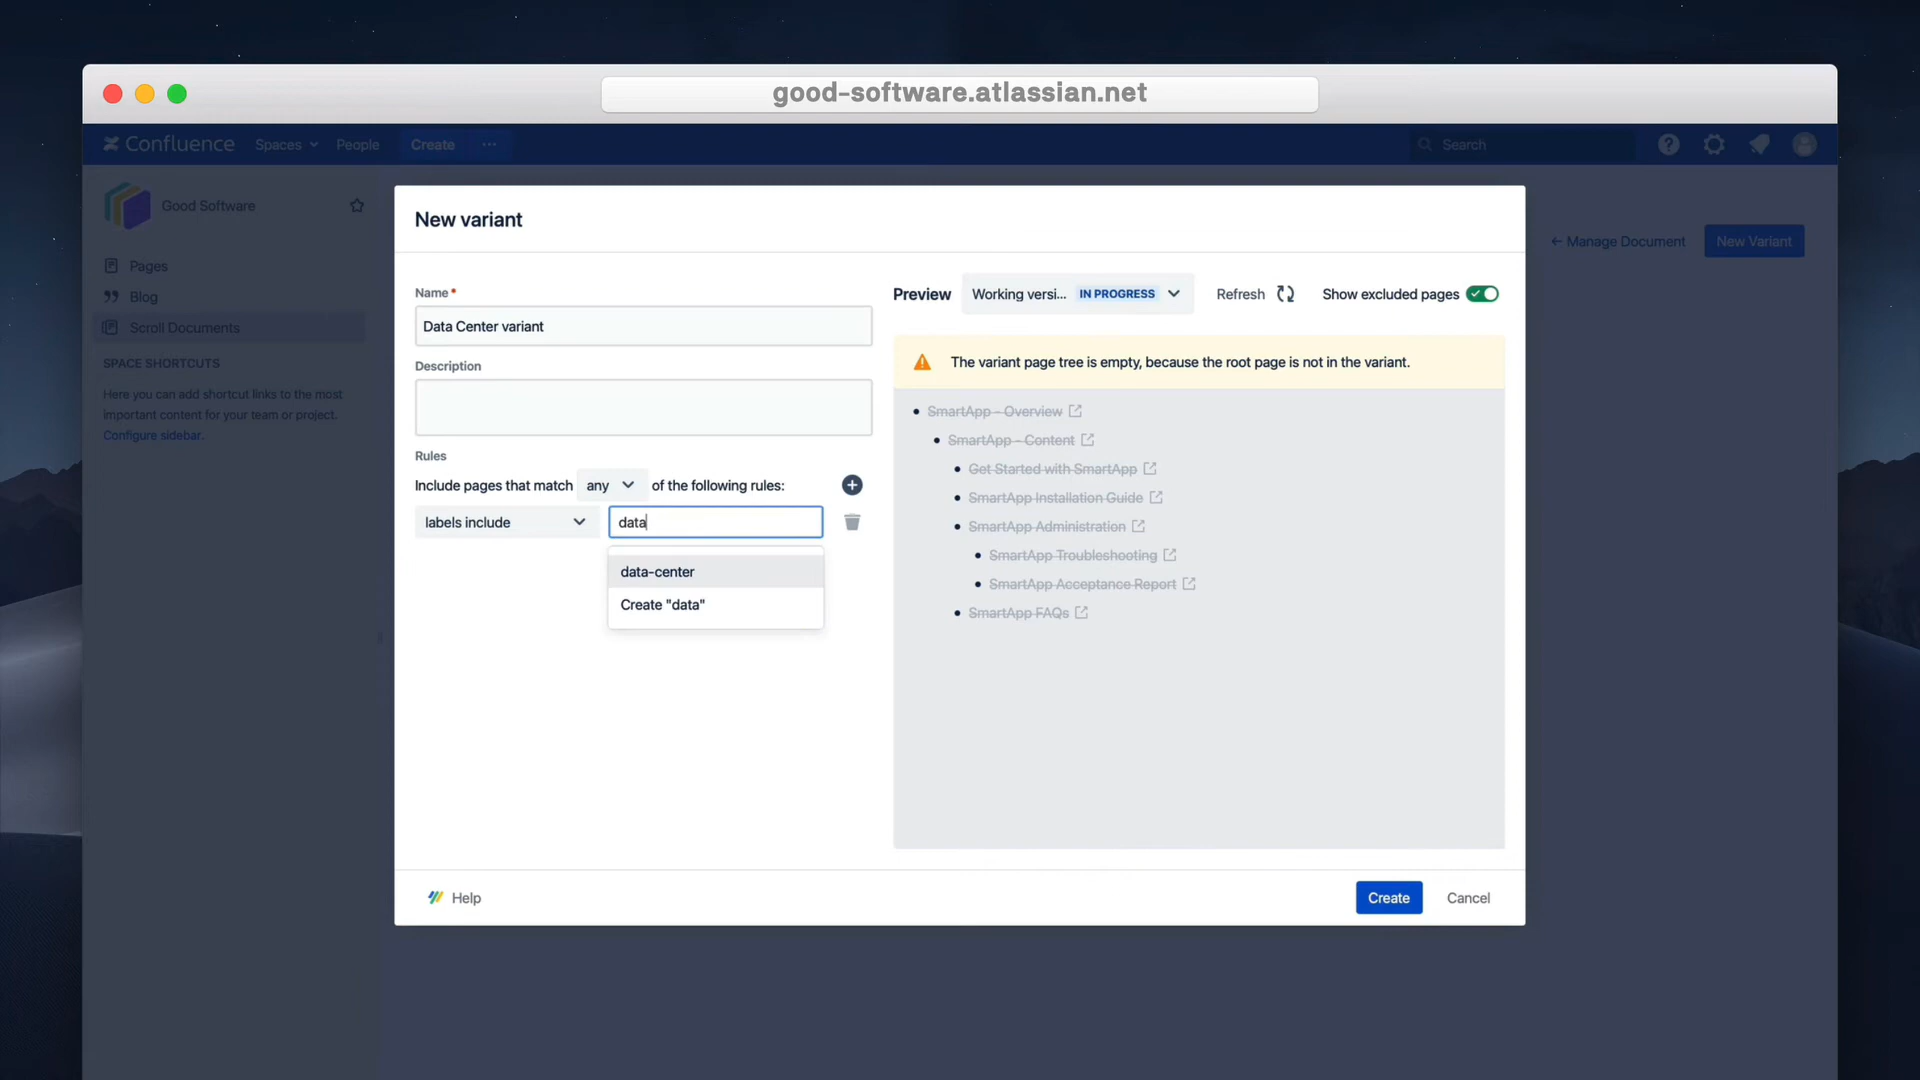 good-software.atlassian.net
Confluence Spaces People Create ... Search
Good Software
Pages
Blog
Scroll Documents
SPACE SHORTCUTS
Here you can add shortcut links to the most
important content for your team or project.
Configure sidebar.
← Manage Document New Variant
New variant
Name*
Data Center variant
Description
Rules
Include pages that match any of the following rules:
labels include data
data-center
Create "data"
Preview Working versi... IN PROGRESS Refresh Show excluded pages
The variant page tree is empty, because the root page is not in the variant.
SmartApp - Overview
SmartApp - Content
Get Started with SmartApp
SmartApp Installation Guide
SmartApp Administration
SmartApp Troubleshooting
SmartApp Acceptance Report
SmartApp FAQs
Help
Create Cancel